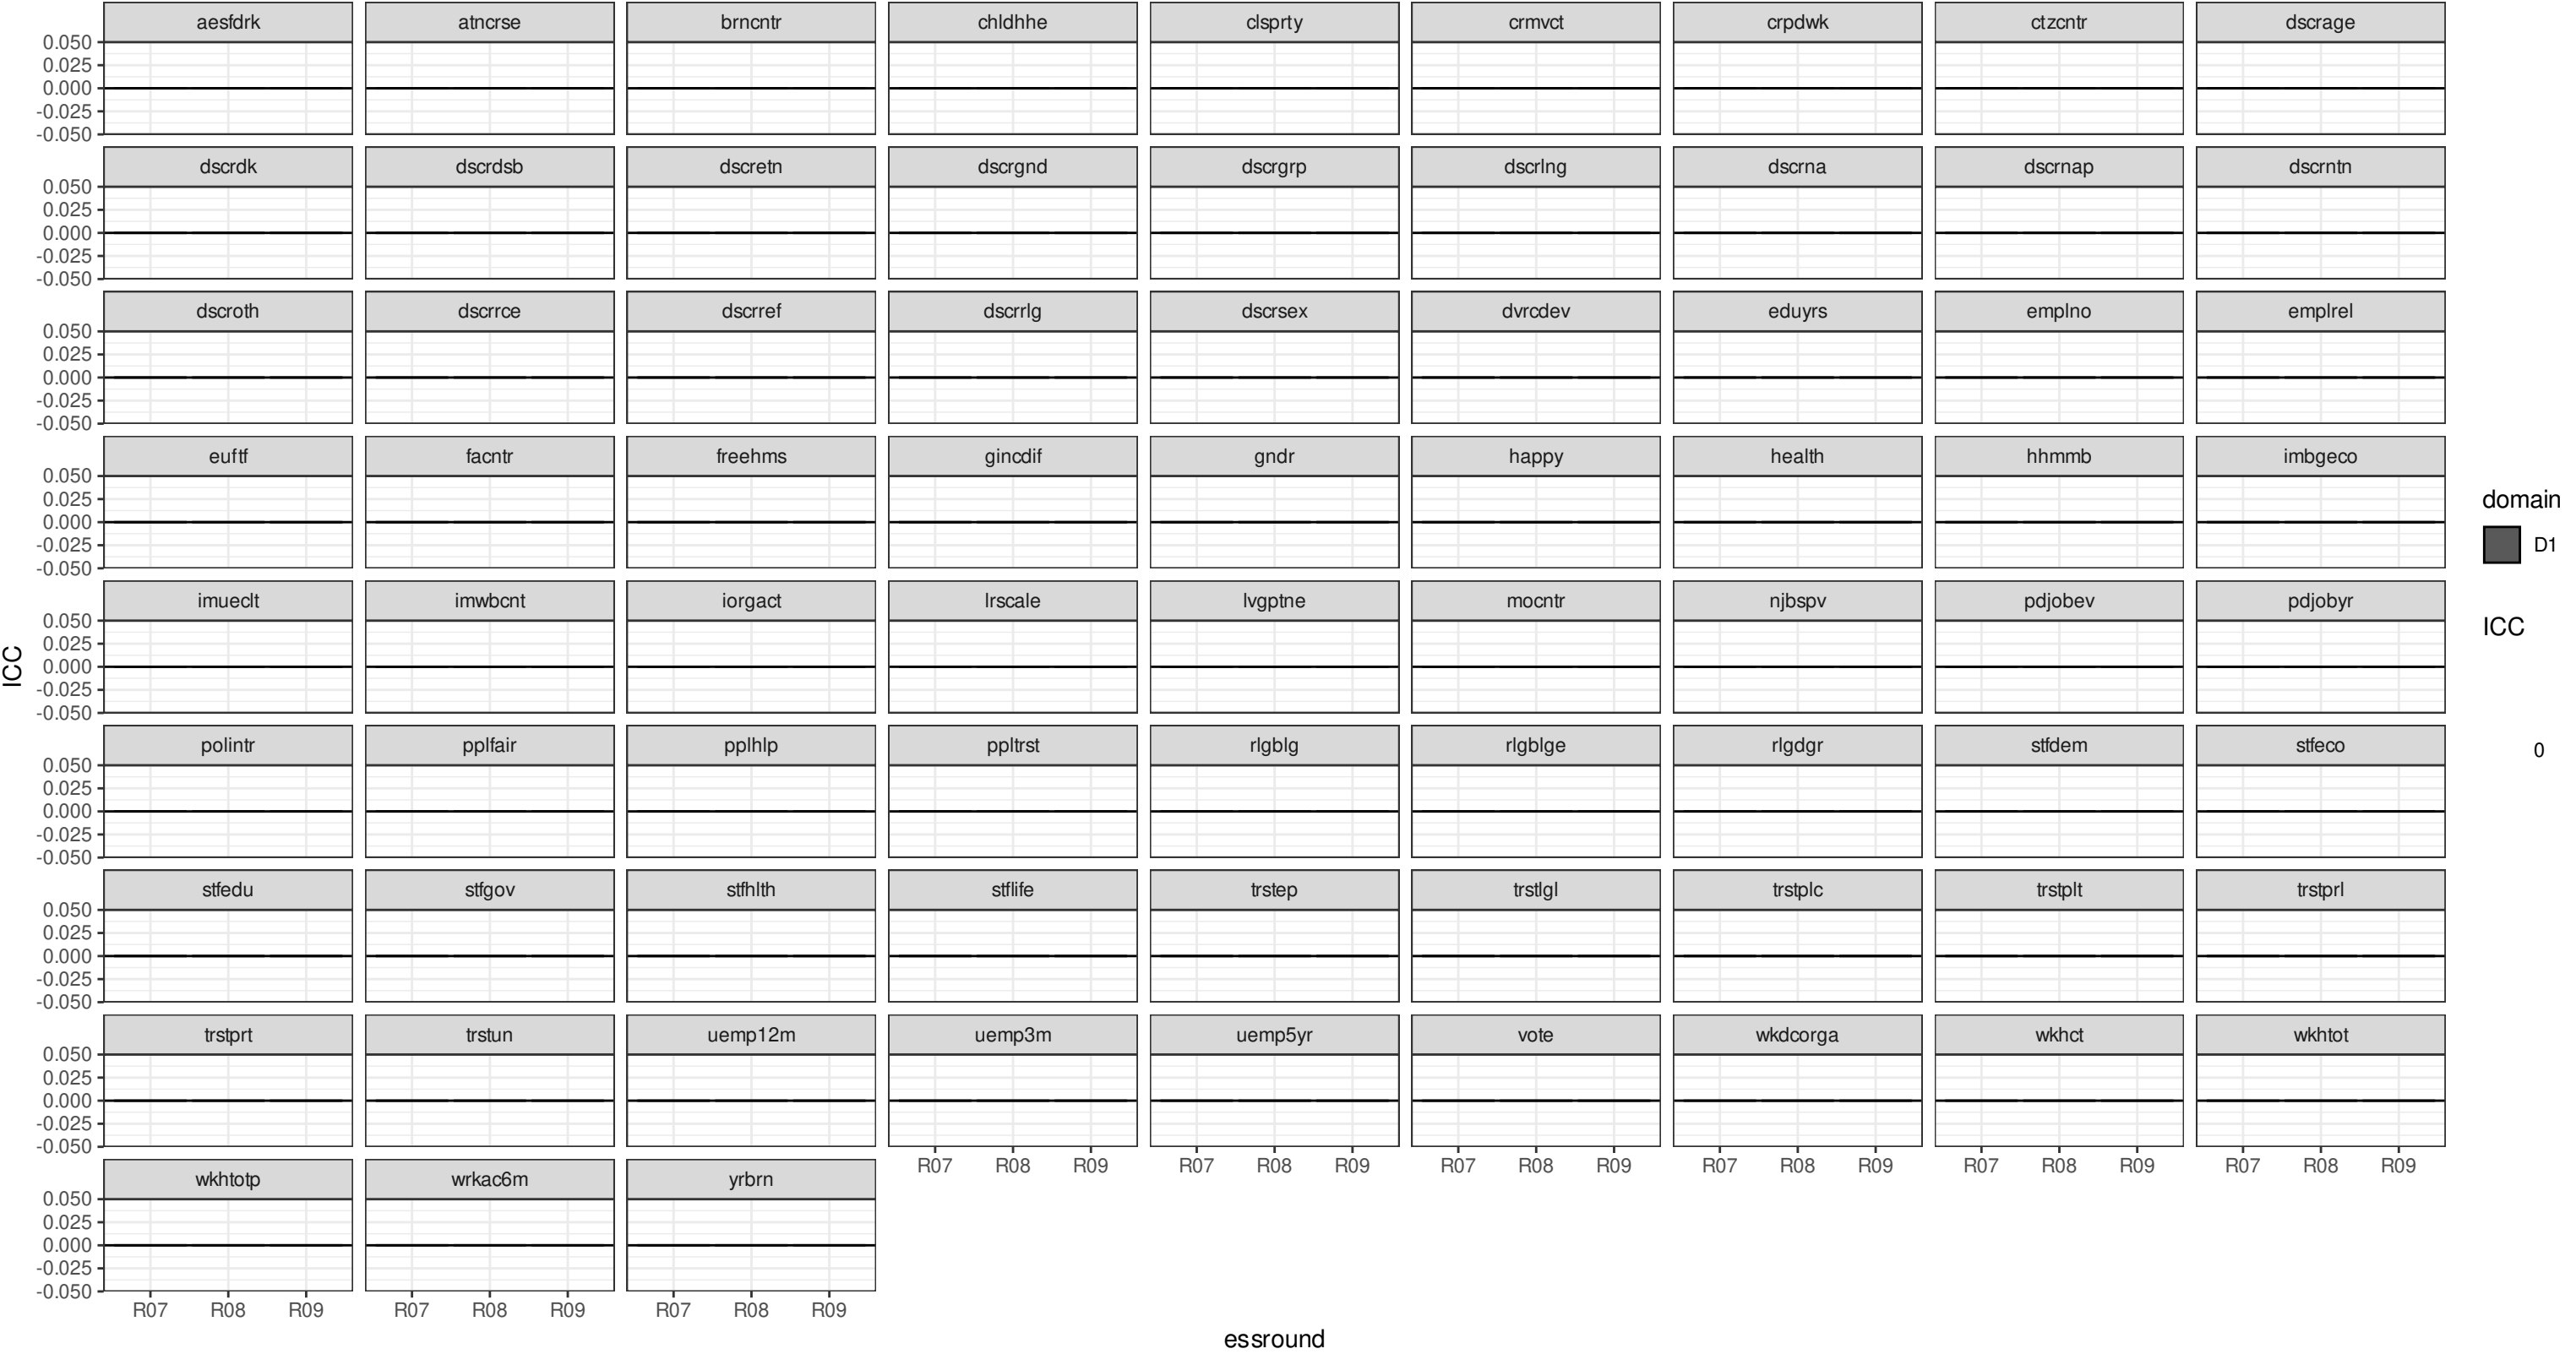 aesfdrk atncrse brncntr chldhhe clsprty crmvct crpdwk ctzcntr dscrage
0.050
0.025
0.000
-0.025
-0.050
dscrdk dscrdsb dscretn dscrgnd dscrgrp dscrlng dscrna dscrnap dscrntn
0.050
0.025
0.000
-0.025
-0.050
dscroth dscrrce dscrref dscrrlg dscrsex dvrcdev eduyrs emplno emplrel
0.050
0.025
0.000
-0.025
-0.050
euftf facntr freehms gincdif gndr happy health hhmmb imbgeco
0.050
0.025
0.000
-0.025
-0.050
imueclt imwbcnt iorgact lrscale lvgptne mocntr njbspv pdjobev pdjobyr
0.050
0.025
0.000
-0.025
-0.050
polintr pplfair pplhlp ppltrst rlgblg rlgblge rlgdgr stfdem stfeco
0.050
0.025
0.000
-0.025
-0.050
stfedu stfgov stfhlth stflife trstep trstlgl trstplc trstplt trstprl
0.050
0.025
0.000
-0.025
-0.050
trstprt trstun uemp12m uemp3m uemp5yr vote wkdcorga wkhct wkhtot
0.050
0.025
0.000
-0.025
-0.050
R07 R08 R09 R07 R08 R09 R07 R08 R09 R07 R08 R09 R07 R08 R09 R07 R08 R09
wkhtotp wrkac6m yrbrn
0.050
0.025
0.000
-0.025
-0.050
R07 R08 R09 R07 R08 R09 R07 R08 R09
essround
ICC
domain
D1
ICC
0